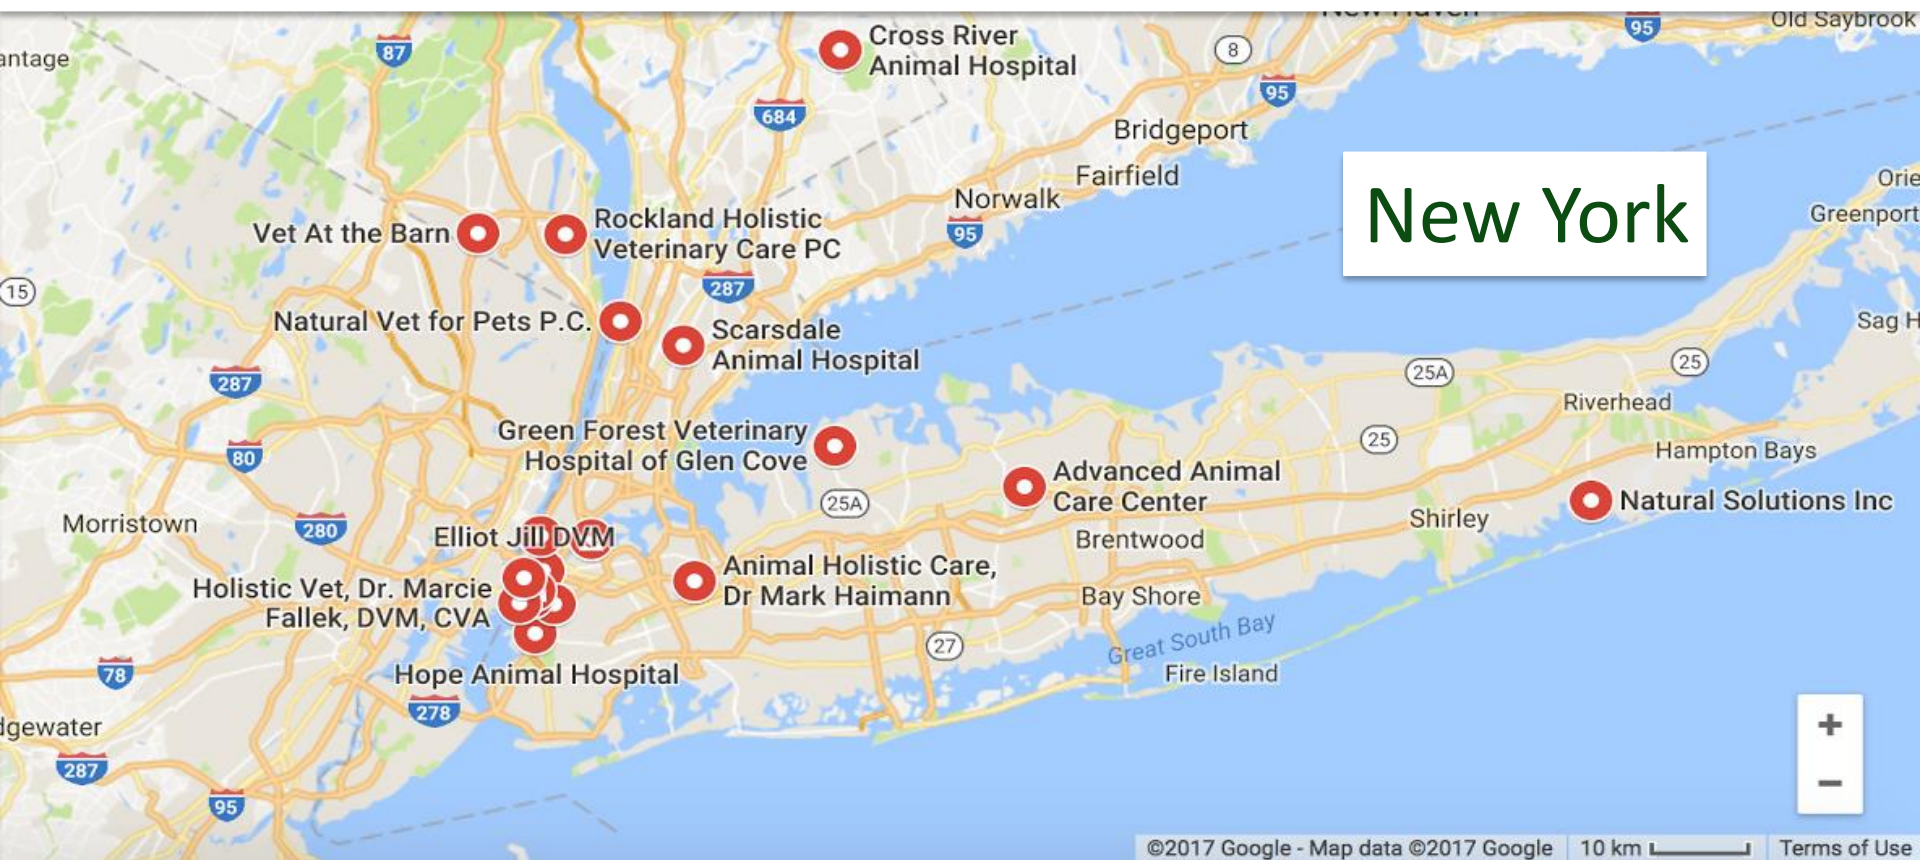 Old Saybrook
95
87
Cross River
Animal Hospital
8
antage
95
684
Bridgeport
Fairfield
Norwalk
95
New York
Orie
Greenport
Vet At the Barn
Rockland Holistic
Veterinary Care PC
15
287
Natural Vet for Pets P.C.
Scarsdale
Animal Hospital
Sag H
287
25A
25
Riverhead
Green Forest Veterinary
Hospital of Glen Cove
25
Hampton Bays
80
Advanced Animal
Care Center
25A
Natural Solutions Inc
Morristown
280
Shirley
Elliot Jill DVM
Brentwood
Animal Holistic Care,
Dr Mark Haimann
Holistic Vet, Dr. Marcie
Fallek, DVM, CVA
Bay Shore
Great South Bay
27
Hope Animal Hospital
Fire Island
78
278
dgewater
+
287
−
95
©2017 Google - Map data ©2017 Google
10 km
Terms of Use